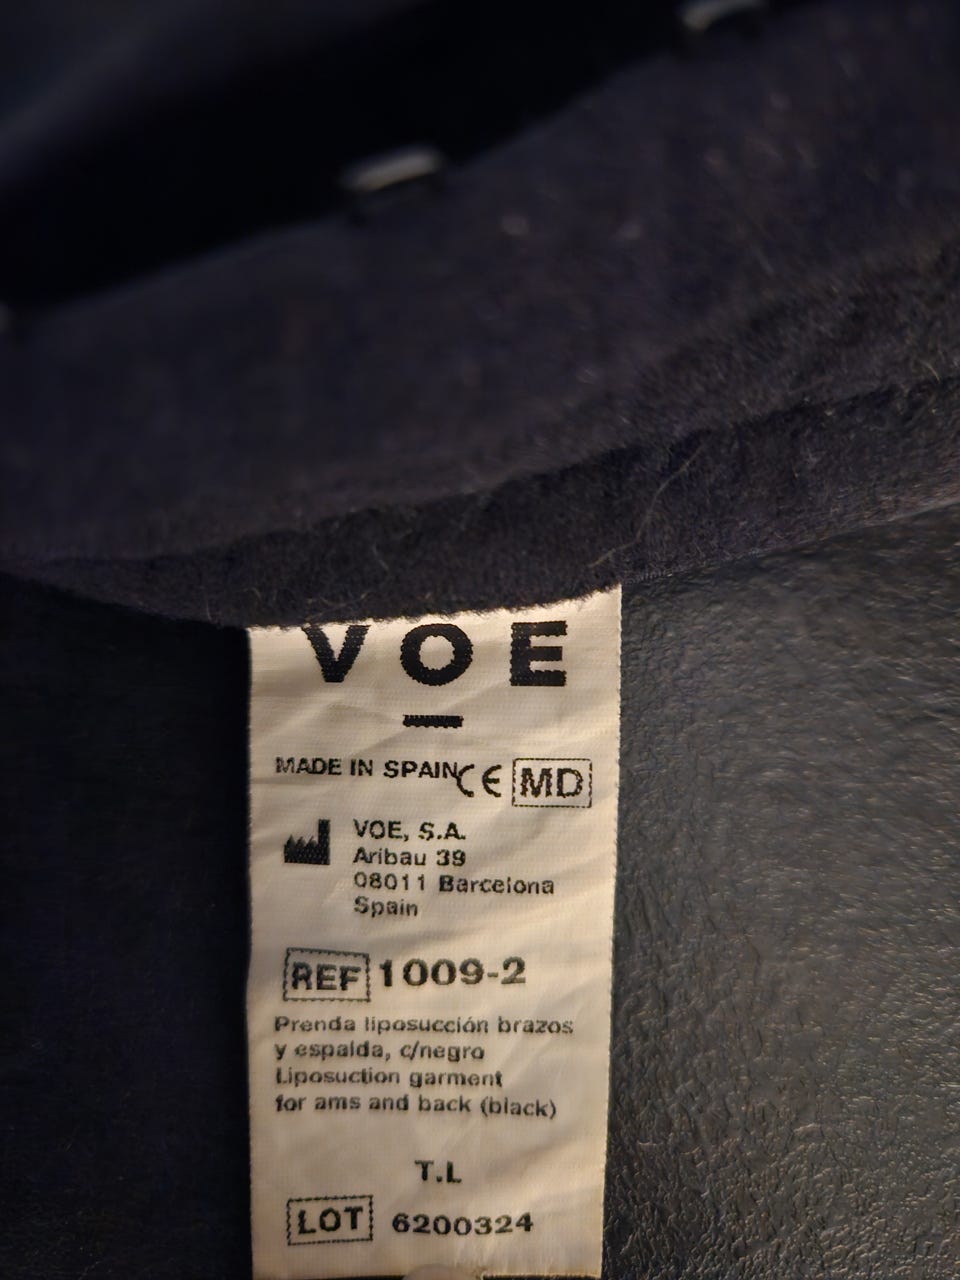 VOE
MADE IN SPAIN CE MD
VOE, S.A.
Aribau 39
08011 Barcelona
Spain
REF 1009-2
Prenda liposucción brazos
y espalda, c/negro
Liposuction garment
for ams and back (black)
T.L
LOT 6200324